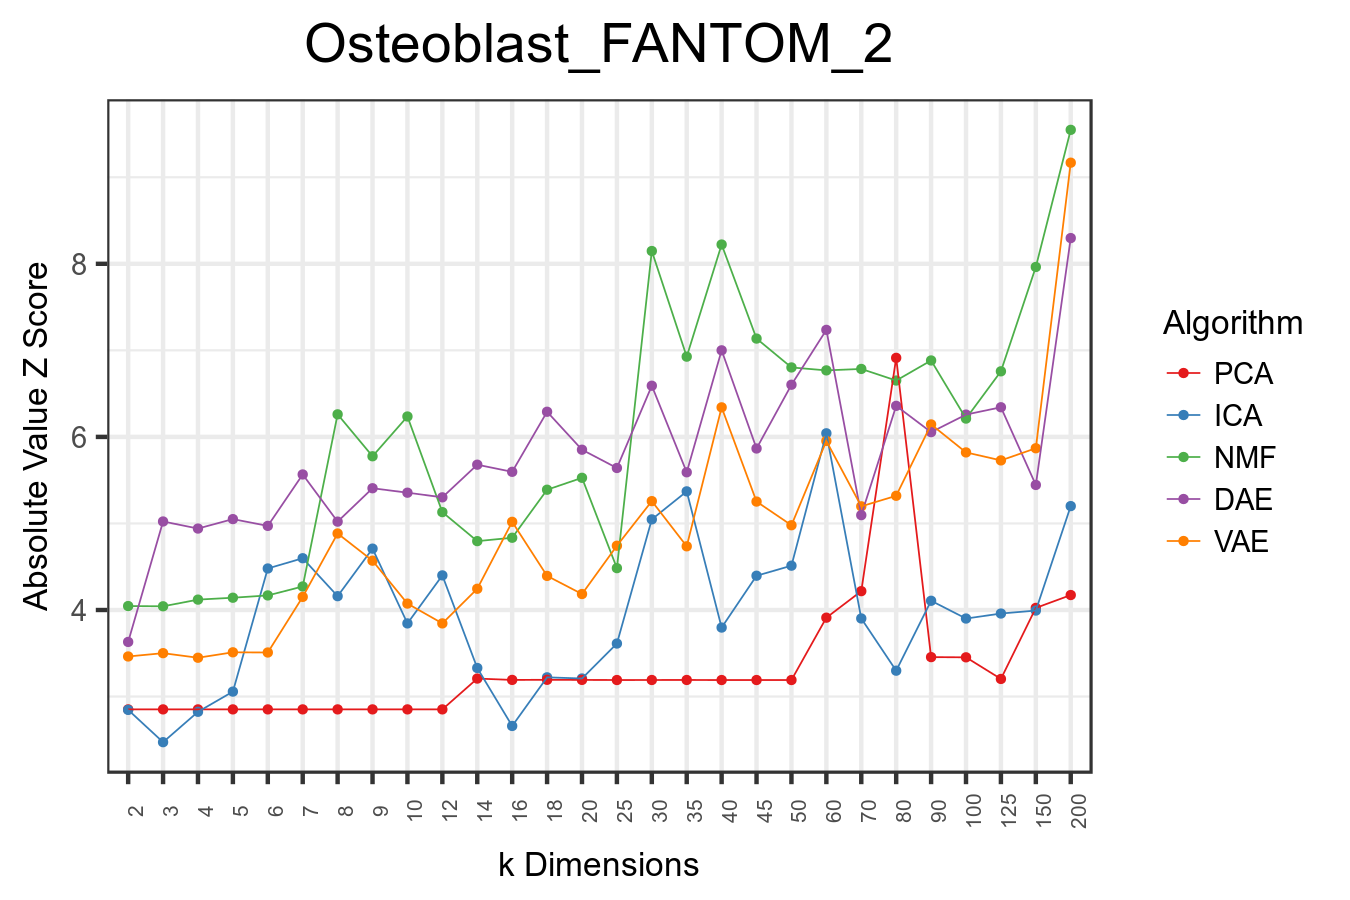 Osteoblast_FANTOM_2
Absolute Value Z Score
8
6
4
2 3 4 5 6 7 8 9 10 12 14 16 18 20 25 30 35 40 45 50 60 70 80 90 100 125 150 200
k Dimensions
Algorithm
PCA
ICA
NMF
DAE
VAE